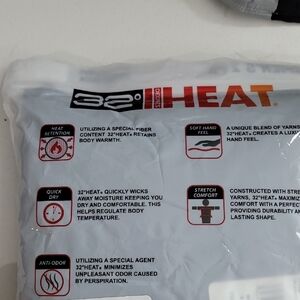 32° HEAT
HEAT
RETENTION
UTILIZING A SPECIAL FIBER
CONTENT 32°HEAT RETAINS
BODY WARMTH.
SOFT HAND
FEEL
A UNIQUE BLEND OF YARNS
32°HEAT CREATES A LUXU
HAND FEEL.
QUICK
DRY
32°HEAT QUICKLY WICKS
AWAY MOISTURE KEEPING YOU
DRY AND COMFORTABLE. THIS
HELPS REGULATE BODY
TEMPERATURE.
STRETCH
COMFORT
CONSTRUCTED WITH STRE
YARNS, 32°HEAT MAXIMIZ
COMFORT WITH A PERFEC
PROVIDING DURABILITY AN
LASTING SHAPE.
ANTI-ODOR
UTILIZING A SPECIAL AGENT
32°HEAT MINIMIZES
UNPLEASANT ODOR CAUSED
BY PERSPIRATION.